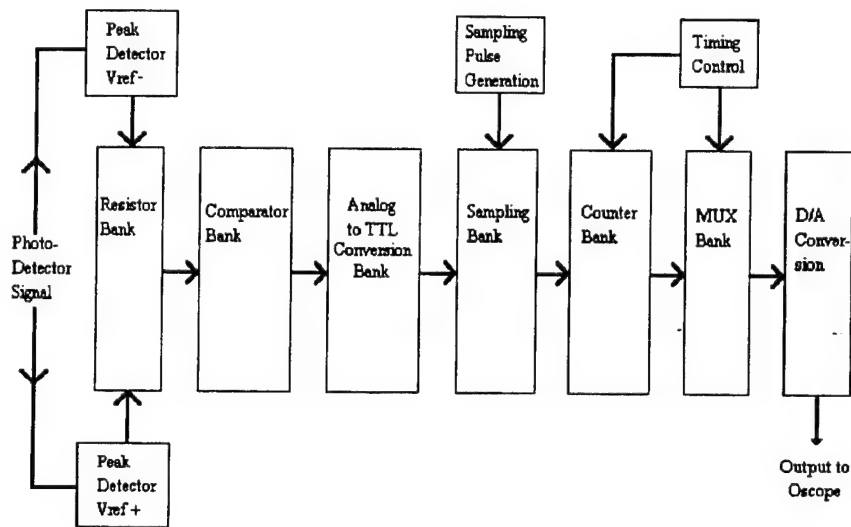 Peak
Detector
Vref-
Sampling
Pulse
Generation
Timing
Control
Photo-
Detector
Signal
Resistor
Bank
Comparator
Bank
Analog
to TTL
Conversion
Bank
Sampling
Bank
Counter
Bank
MUX
Bank
D/A
Conver-
sion
Peak
Detector
Vref+
Output to
Oscope